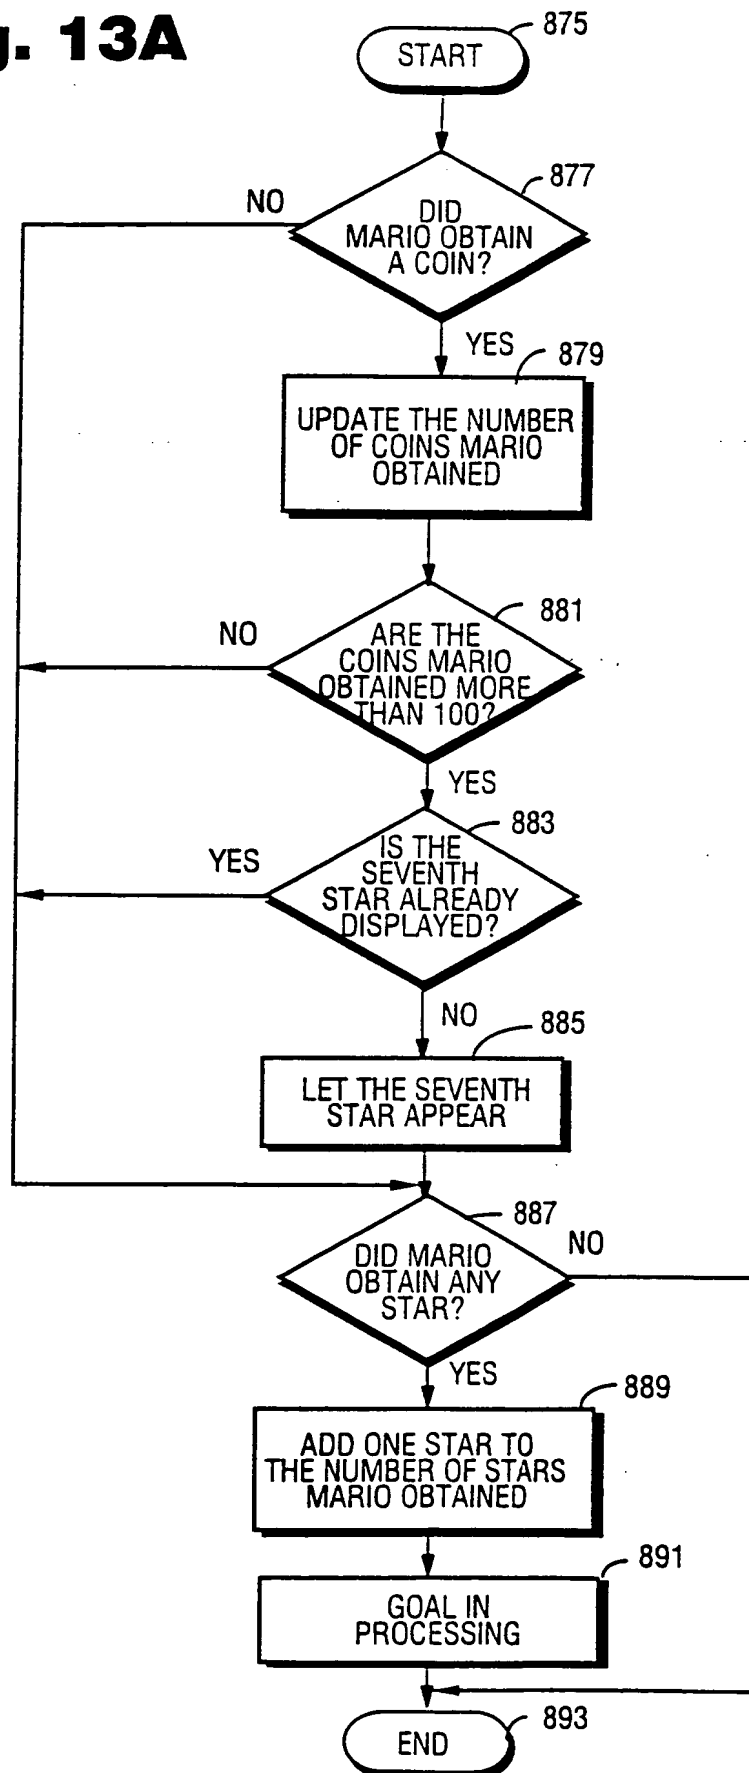 g. 13A
875
START
877
NO
DID
MARIO OBTAIN
A COIN?
YES
879
UPDATE THE NUMBER
OF COINS MARIO
OBTAINED
881
NO
ARE THE
COINS MARIO
OBTAINED MORE
THAN 100?
YES
883
YES
IS THE
SEVENTH
STAR ALREADY
DISPLAYED?
NO
885
LET THE SEVENTH
STAR APPEAR
887
NO
DID MARIO
OBTAIN ANY
STAR?
YES
889
ADD ONE STAR TO
THE NUMBER OF STARS
MARIO OBTAINED
891
GOAL IN
PROCESSING
893
END